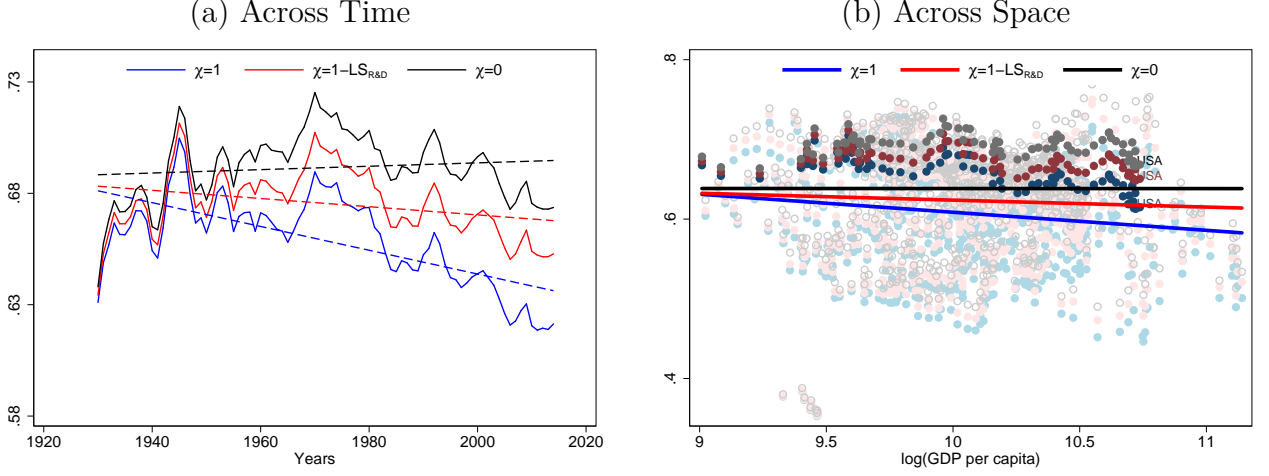 (a) Across Time
χ=1 χ=1−LS_R&D χ=0
.73
.68
.63
.58
1920 1940 1960 1980 2000 2020
Years
(b) Across Space
χ=1 χ=1−LS_R&D χ=0
.8
.6
.4
USA
USA
USA
9 9.5 10 10.5 11
log(GDP per capita)